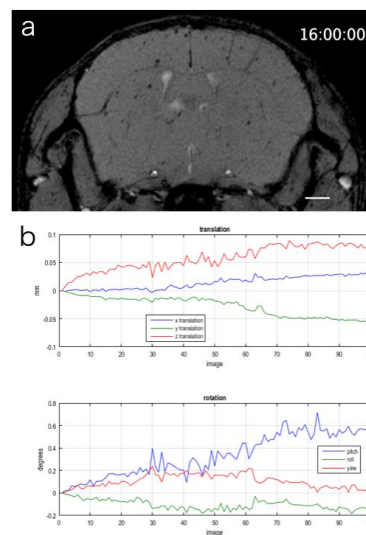 a
16:00:00
b
translation
0.1
0.05
0
-0.05
-0.1
mm
x translation
y translation
z translation
0 10 20 30 40 50 60 70 80 90
image
rotation
0.8
0.6
0.4
0.2
0
-0.2
degrees
pitch
roll
yaw
0 10 20 30 40 50 60 70 80 90
image